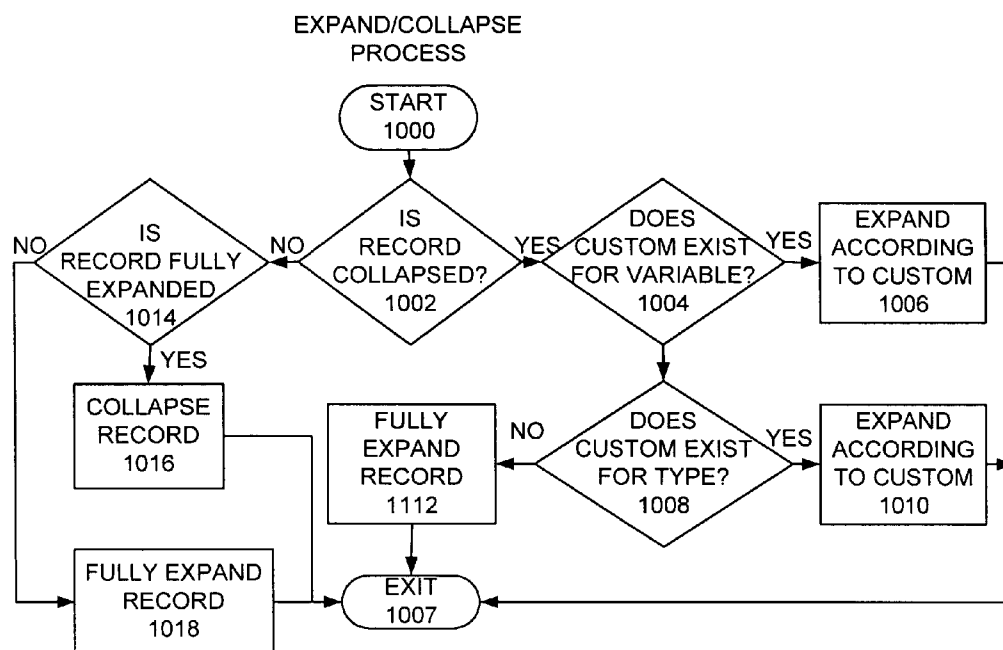 EXPAND/COLLAPSE
PROCESS
START
1000
IS
RECORD
COLLAPSED?
1002
NO
YES
IS
RECORD FULLY
EXPANDED
1014
NO
YES
DOES
CUSTOM EXIST
FOR VARIABLE?
1004
YES
EXPAND
ACCORDING
TO CUSTOM
1006
COLLAPSE
RECORD
1016
FULLY
EXPAND
RECORD
1112
NO
DOES
CUSTOM EXIST
FOR TYPE?
1008
YES
EXPAND
ACCORDING
TO CUSTOM
1010
FULLY EXPAND
RECORD
1018
EXIT
1007